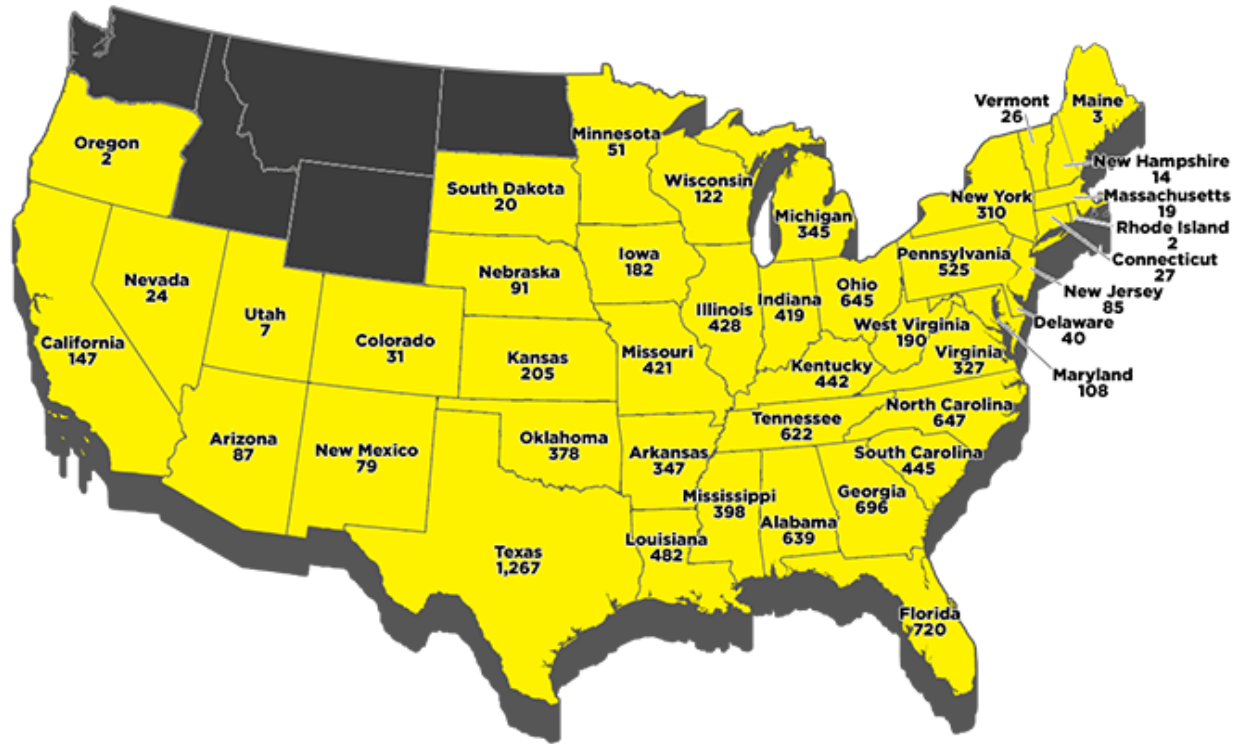 Vermont
26
Maine
3
Oregon
2
Minnesota
51
New Hampshire
14
South Dakota
20
Wisconsin
122
Michigan
345
New York
310
Massachusetts
19
Rhode Island
2
Connecticut
27
Nevada
24
Nebraska
91
Iowa
182
Pennsylvania
525
New Jersey
85
Utah
7
Illinois
428
Indiana
419
Ohio
645
Delaware
40
California
147
Colorado
31
Kansas
205
Missouri
421
West Virginia
190
Virginia
327
Kentucky
442
Maryland
108
Arizona
87
New Mexico
79
Oklahoma
378
Arkansas
347
Tennessee
622
North Carolina
647
South Carolina
445
Mississippi
398
Georgia
696
Alabama
639
Texas
1,267
Louisiana
482
Florida
720